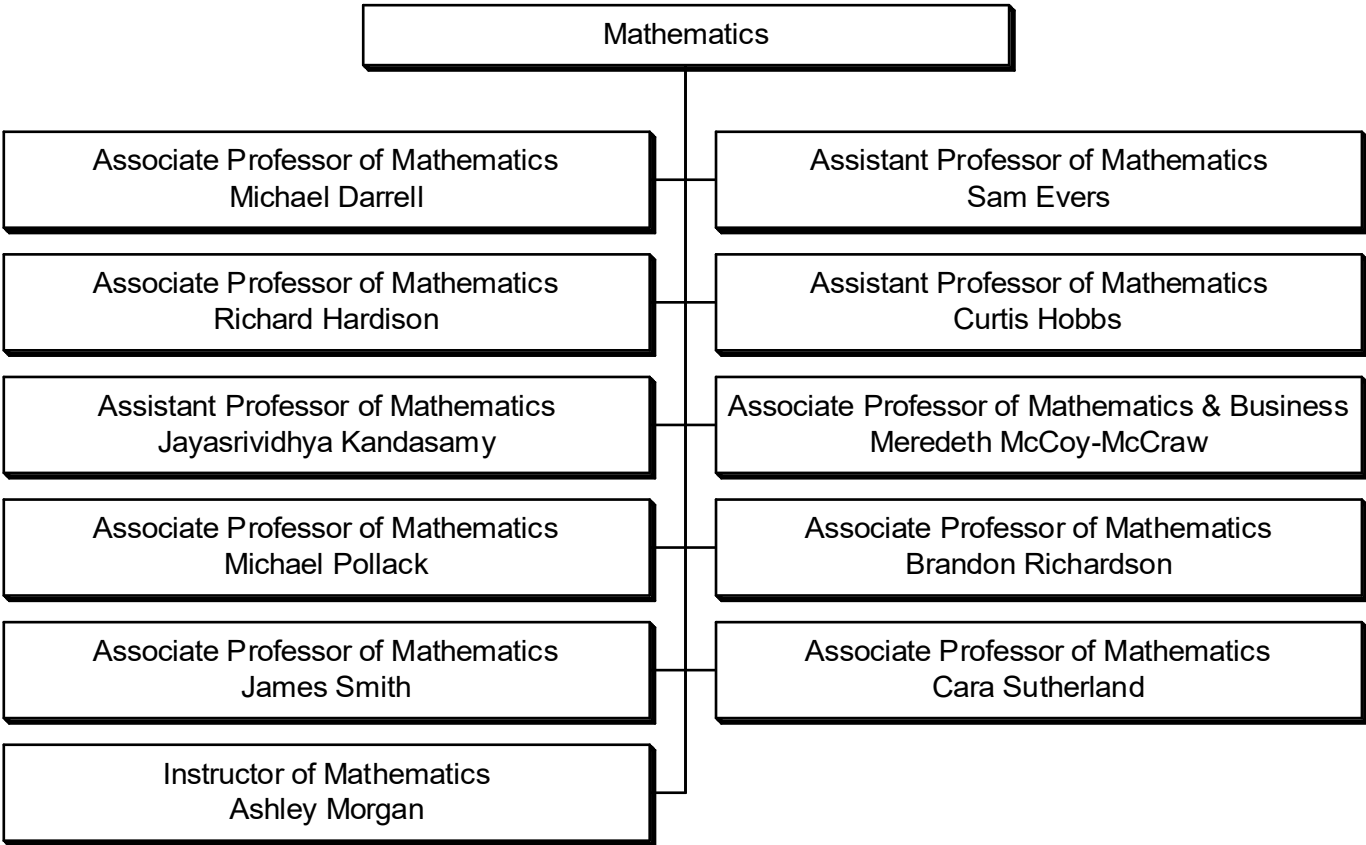 Mathematics
Associate Professor of Mathematics
Michael Darrell
Assistant Professor of Mathematics
Sam Evers
Associate Professor of Mathematics
Richard Hardison
Assistant Professor of Mathematics
Curtis Hobbs
Assistant Professor of Mathematics
Jayasrividhya Kandasamy
Associate Professor of Mathematics & Business
Meredeth McCoy-McCraw
Associate Professor of Mathematics
Michael Pollack
Associate Professor of Mathematics
Brandon Richardson
Associate Professor of Mathematics
James Smith
Associate Professor of Mathematics
Cara Sutherland
Instructor of Mathematics
Ashley Morgan